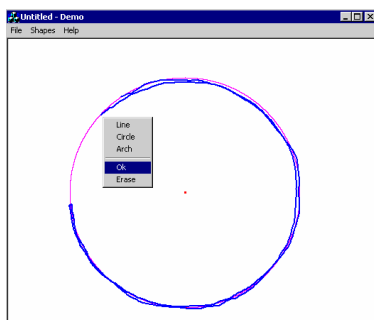 Untitled - Demo
File Shapes Help
Line
Circle
Arch
Ok
Erase